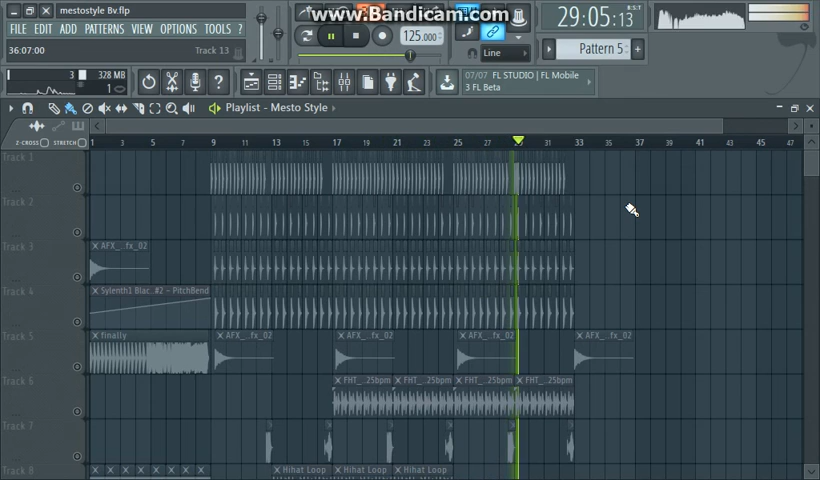 mestostyle Bv.flp
www.Bandicam.com
FILE EDIT ADD PATTERNS VIEW OPTIONS TOOLS ?
125.000
29:05:13
B:S:T
36:07:00 Track 13
Line
Pattern 5
3 328 MB
1
07/07 FL STUDIO | FL Mobile
3 FL Beta
Playlist - Mesto Style
Z-CROSS STRETCH
1 3 5 7 9 11 13 15 17 19 21 23 25 27 29 31 33 35 37 39 41 43 45 47
Track 1
Track 2
Track 3
AFX_..fx_02
Track 4
Sylenth1 Blac.. #2 - PitchBend
Track 5
finally
AFX_..fx_02 AFX_..fx_02 AFX_..fx_02 AFX_..fx_02
Track 6
FHT_...25bpm FHT_...25bpm FHT_...25bpm FHT_...25bpm
Track 7
Track 8
Hihat Loop Hihat Loop Hihat Loop